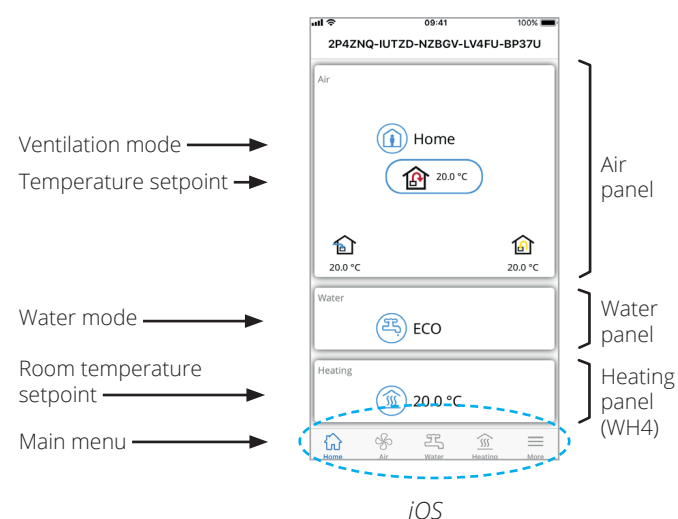 09:41
100%
2P4ZNQ-IUTZD-NZBGV-LV4FU-BP37U
Air
Ventilation mode
Home
Temperature setpoint
20.0 °C
Air
panel
20.0 °C
20.0 °C
Water
Water mode
ECO
Water
panel
Room temperature
setpoint
Heating
20.0 °C
Heating
panel
(WH4)
Main menu
Home
Air
Water
Heating
More
iOS